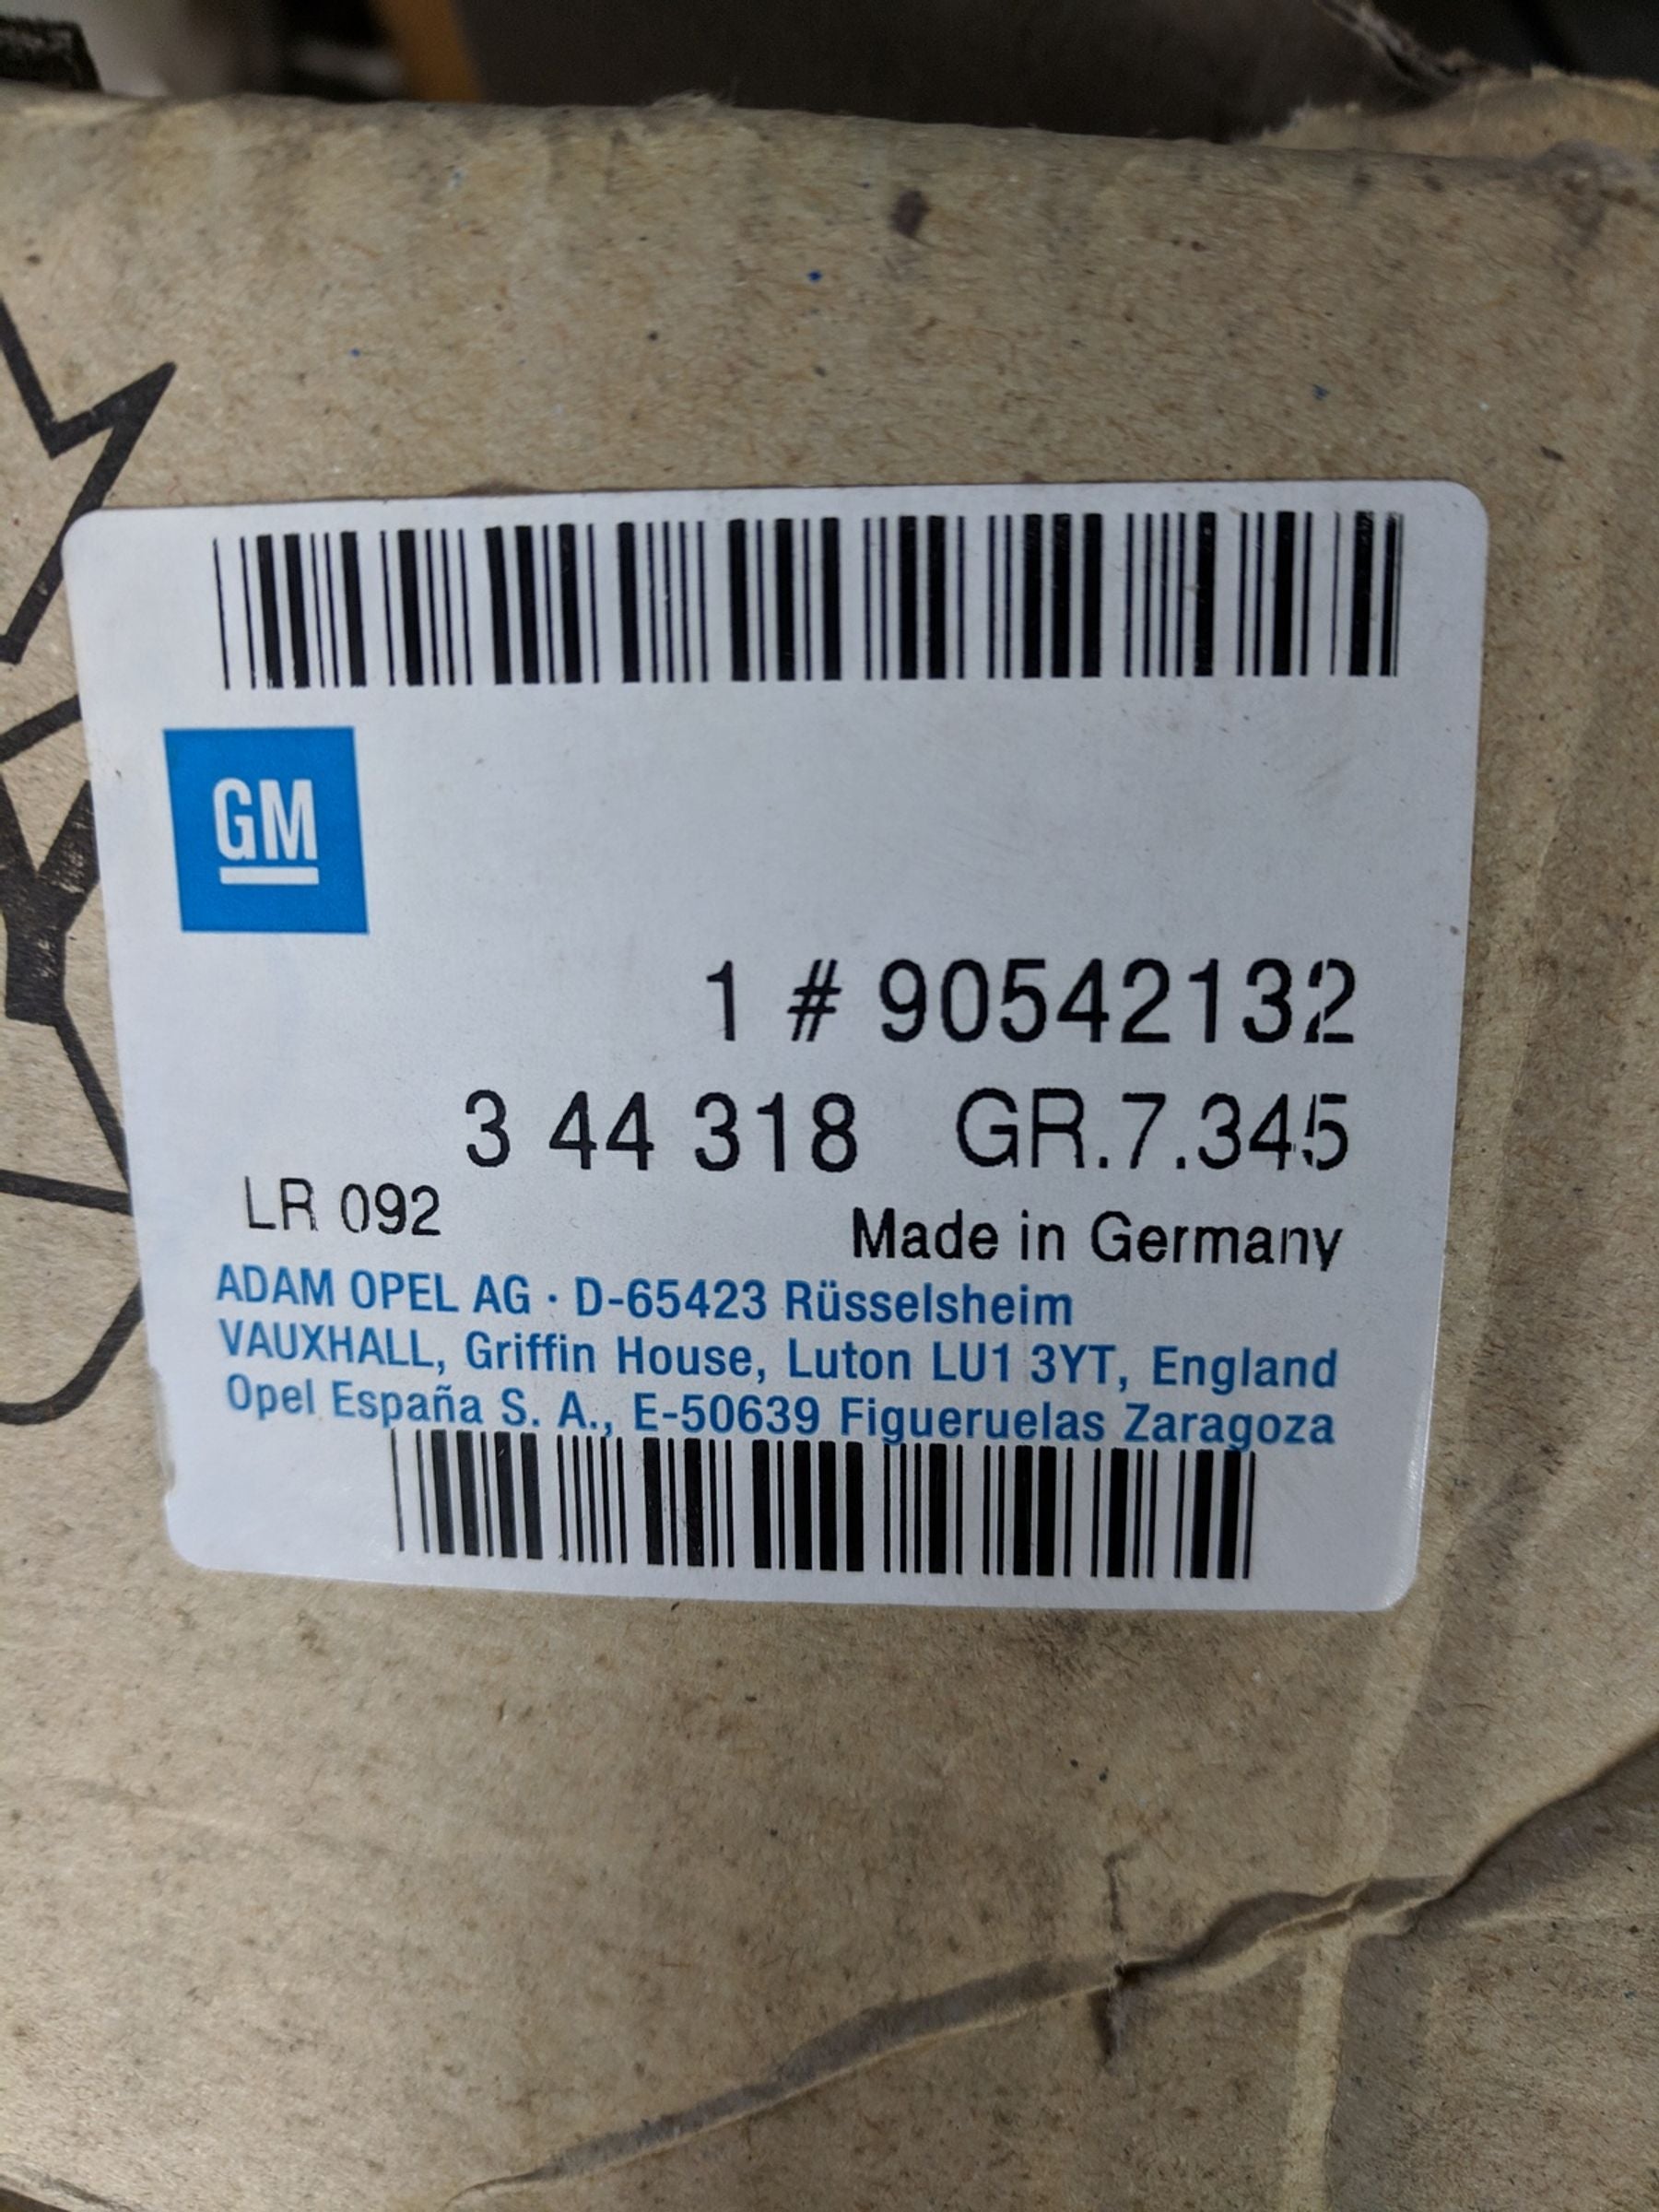 GM
1 # 90542132
3 44 318 GR.7.345
LR 092
Made in Germany
ADAM OPEL AG · D-65423 Rüsselsheim
VAUXHALL, Griffin House, Luton LU1 3YT, England
Opel España S. A., E-50639 Figueruelas Zaragoza